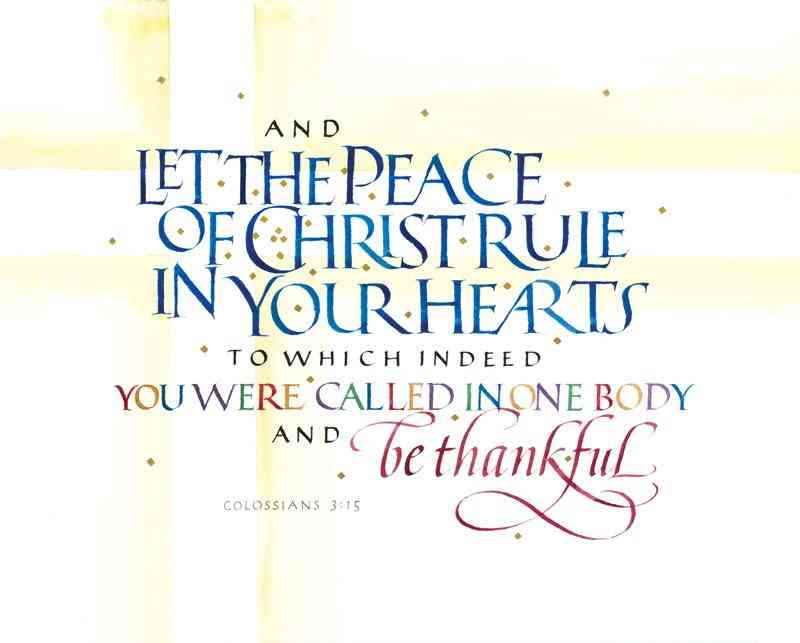 AND
LET THE PEACE
OF CHRIST RULE
IN YOUR HEARTS
TO WHICH INDEED
YOU WERE CALLED IN ONE BODY
AND be thankful
COLOSSIANS 3:15